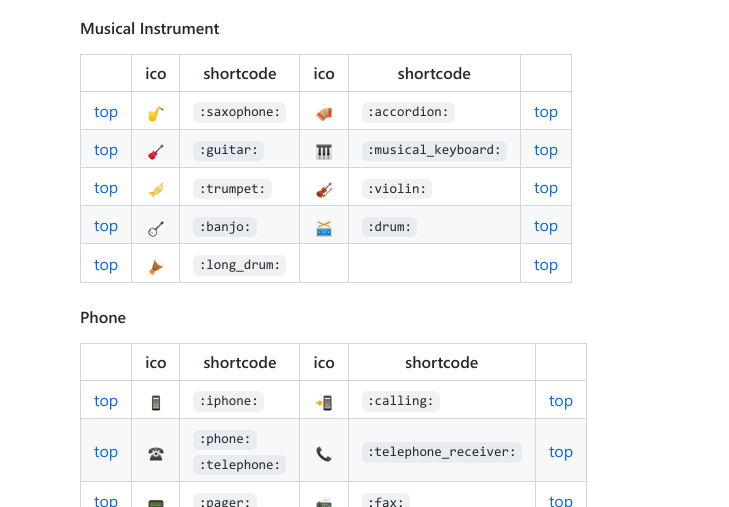 Musical Instrument
ico shortcode ico shortcode
top :saxophone: :accordion: top
top :guitar: :musical_keyboard: top
top :trumpet: :violin: top
top :banjo: :drum: top
top :long_drum: top
Phone
ico shortcode ico shortcode
top :iphone: :calling: top
:phone:
top :telephone_receiver: top
:telephone:
top :pager: :fax: top